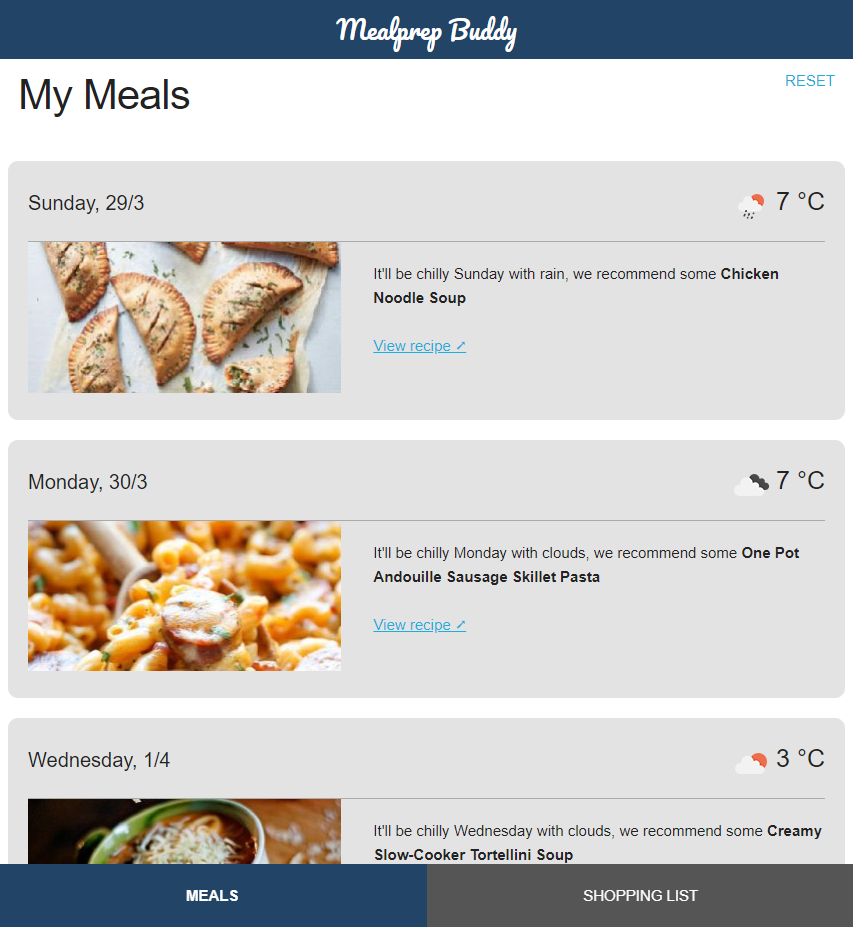 Mealprep Buddy
My Meals
RESET
Sunday, 29/3
7 °C
It'll be chilly Sunday with rain, we recommend some Chicken
Noodle Soup
View recipe ⤢
Monday, 30/3
7 °C
It'll be chilly Monday with clouds, we recommend some One Pot
Andouille Sausage Skillet Pasta
View recipe ⤢
Wednesday, 1/4
3 °C
It'll be chilly Wednesday with clouds, we recommend some Creamy
Slow-Cooker Tortellini Soup
MEALS
SHOPPING LIST